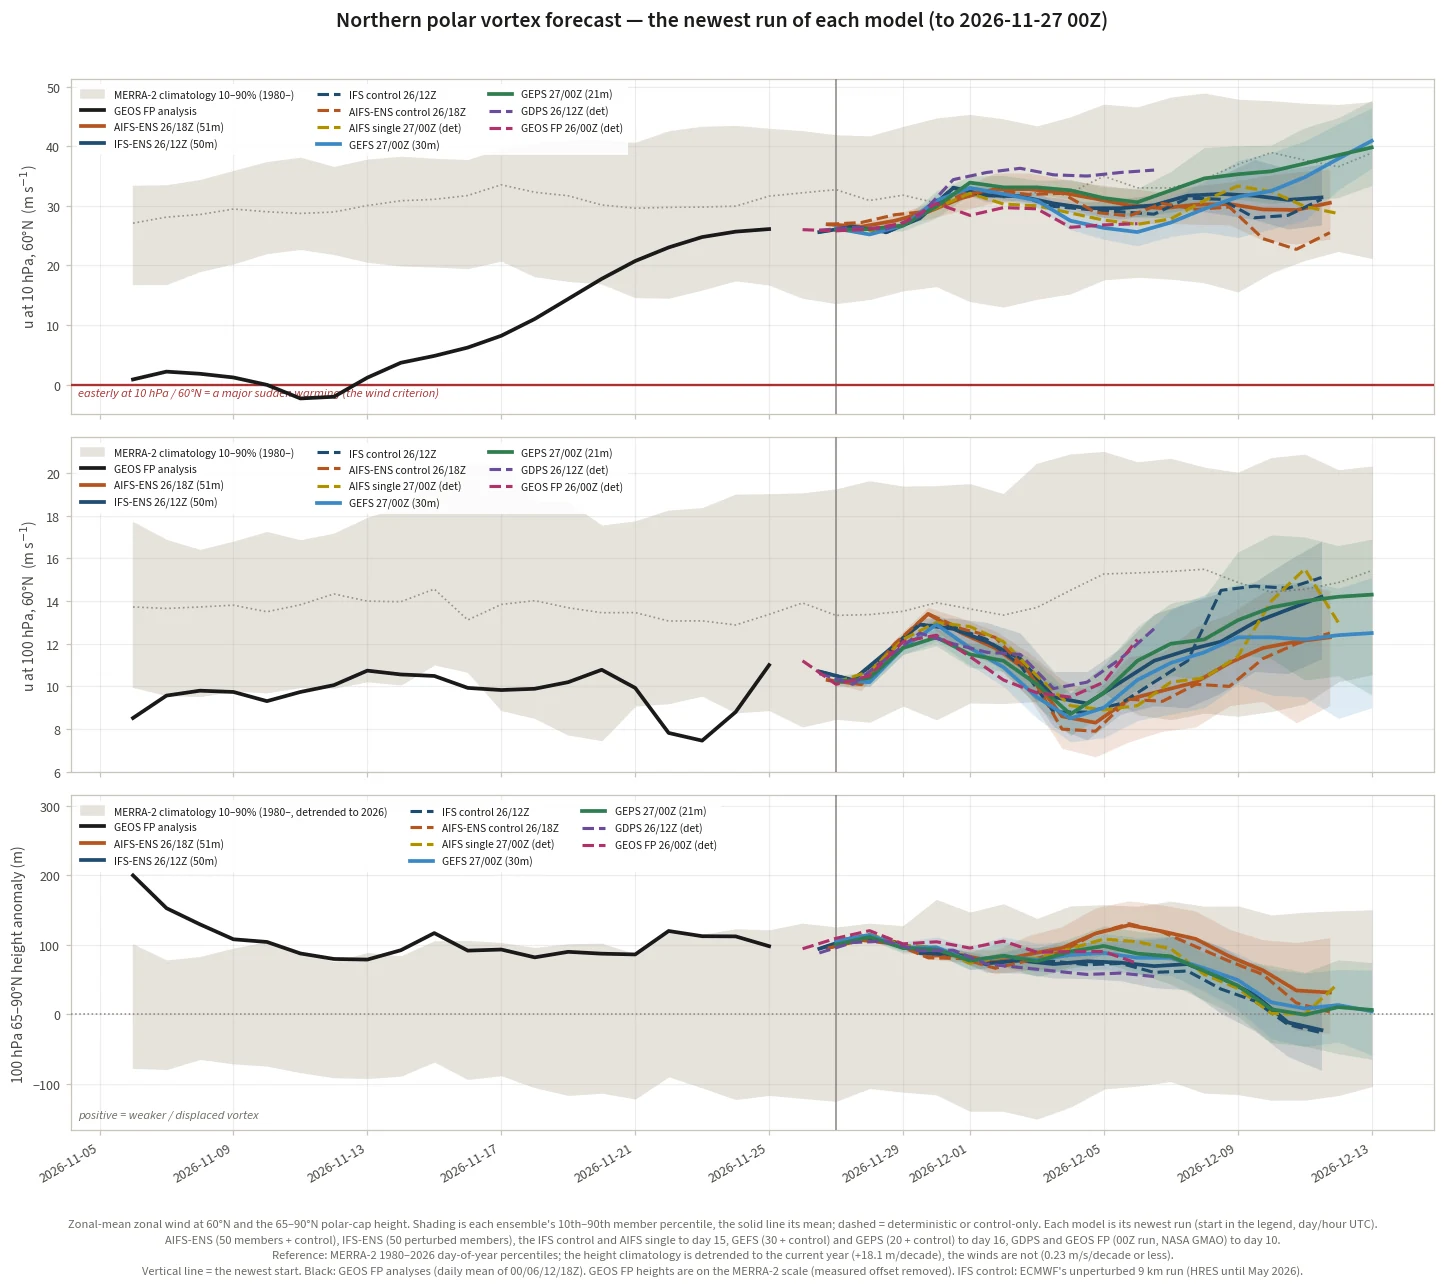 Northern polar vortex forecast — the newest run of each model (to 2026-11-27 00Z)
MERRA-2 climatology 10–90% (1980–)
GEOS FP analysis
AIFS-ENS 26/18Z (51m)
IFS-ENS 26/12Z (50m)
IFS control 26/12Z
AIFS-ENS control 26/18Z
AIFS single 27/00Z (det)
GEFS 27/00Z (30m)
GEPS 27/00Z (21m)
GDPS 26/12Z (det)
GEOS FP 26/00Z (det)
u at 10 hPa, 60°N (m s⁻¹)
50
40
30
20
10
0
easterly at 10 hPa / 60°N = a major sudden warming (the wind criterion)
MERRA-2 climatology 10–90% (1980–)
GEOS FP analysis
AIFS-ENS 26/18Z (51m)
IFS-ENS 26/12Z (50m)
IFS control 26/12Z
AIFS-ENS control 26/18Z
AIFS single 27/00Z (det)
GEFS 27/00Z (30m)
GEPS 27/00Z (21m)
GDPS 26/12Z (det)
GEOS FP 26/00Z (det)
u at 100 hPa, 60°N (m s⁻¹)
20
18
16
14
12
10
8
6
MERRA-2 climatology 10–90% (1980–, detrended to 2026)
GEOS FP analysis
AIFS-ENS 26/18Z (51m)
IFS-ENS 26/12Z (50m)
IFS control 26/12Z
AIFS-ENS control 26/18Z
AIFS single 27/00Z (det)
GEFS 27/00Z (30m)
GEPS 27/00Z (21m)
GDPS 26/12Z (det)
GEOS FP 26/00Z (det)
100 hPa 65–90°N height anomaly (m)
300
200
100
0
−100
positive = weaker / displaced vortex
2026-11-05
2026-11-09
2026-11-13
2026-11-17
2026-11-21
2026-11-25
2026-11-29
2026-12-01
2026-12-05
2026-12-09
2026-12-13
Zonal-mean zonal wind at 60°N and the 65–90°N polar-cap height. Shading is each ensemble's 10th–90th member percentile, the solid line its mean; dashed = deterministic or control-only. Each model is its newest run (start in the legend, day/hour UTC).
AIFS-ENS (50 members + control), IFS-ENS (50 perturbed members), the IFS control and AIFS single to day 15, GEFS (30 + control) and GEPS (20 + control) to day 16, GDPS and GEOS FP (00Z run, NASA GMAO) to day 10.
Reference: MERRA-2 1980–2026 day-of-year percentiles; the height climatology is detrended to the current year (+18.1 m/decade), the winds are not (0.23 m/s/decade or less).
Vertical line = the newest start. Black: GEOS FP analyses (daily mean of 00/06/12/18Z). GEOS FP heights are on the MERRA-2 scale (measured offset removed). IFS control: ECMWF's unperturbed 9 km run (HRES until May 2026).